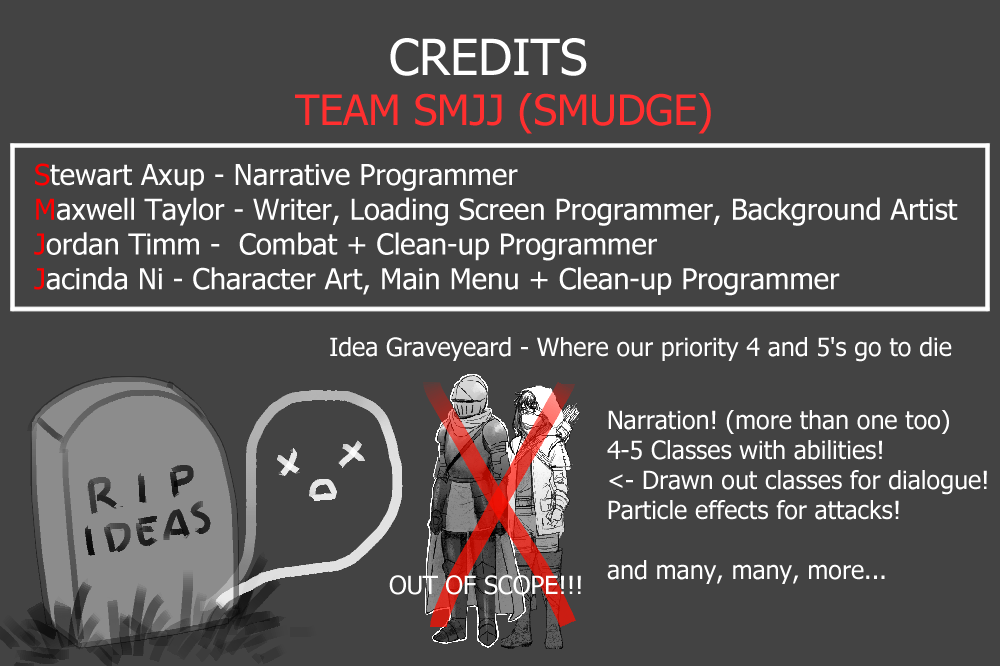 CREDITS
TEAM SMJJ (SMUDGE)
Stewart Axup - Narrative Programmer
Maxwell Taylor - Writer, Loading Screen Programmer, Background Artist
Jordan Timm -  Combat + Clean-up Programmer
Jacinda Ni - Character Art, Main Menu + Clean-up Programmer
Idea Graveyeard - Where our priority 4 and 5's go to die
RIP
IDEAS
OUT OF SCOPE!!!
Narration! (more than one too)
4-5 Classes with abilities!
<- Drawn out classes for dialogue!
Particle effects for attacks!
and many, many, more...